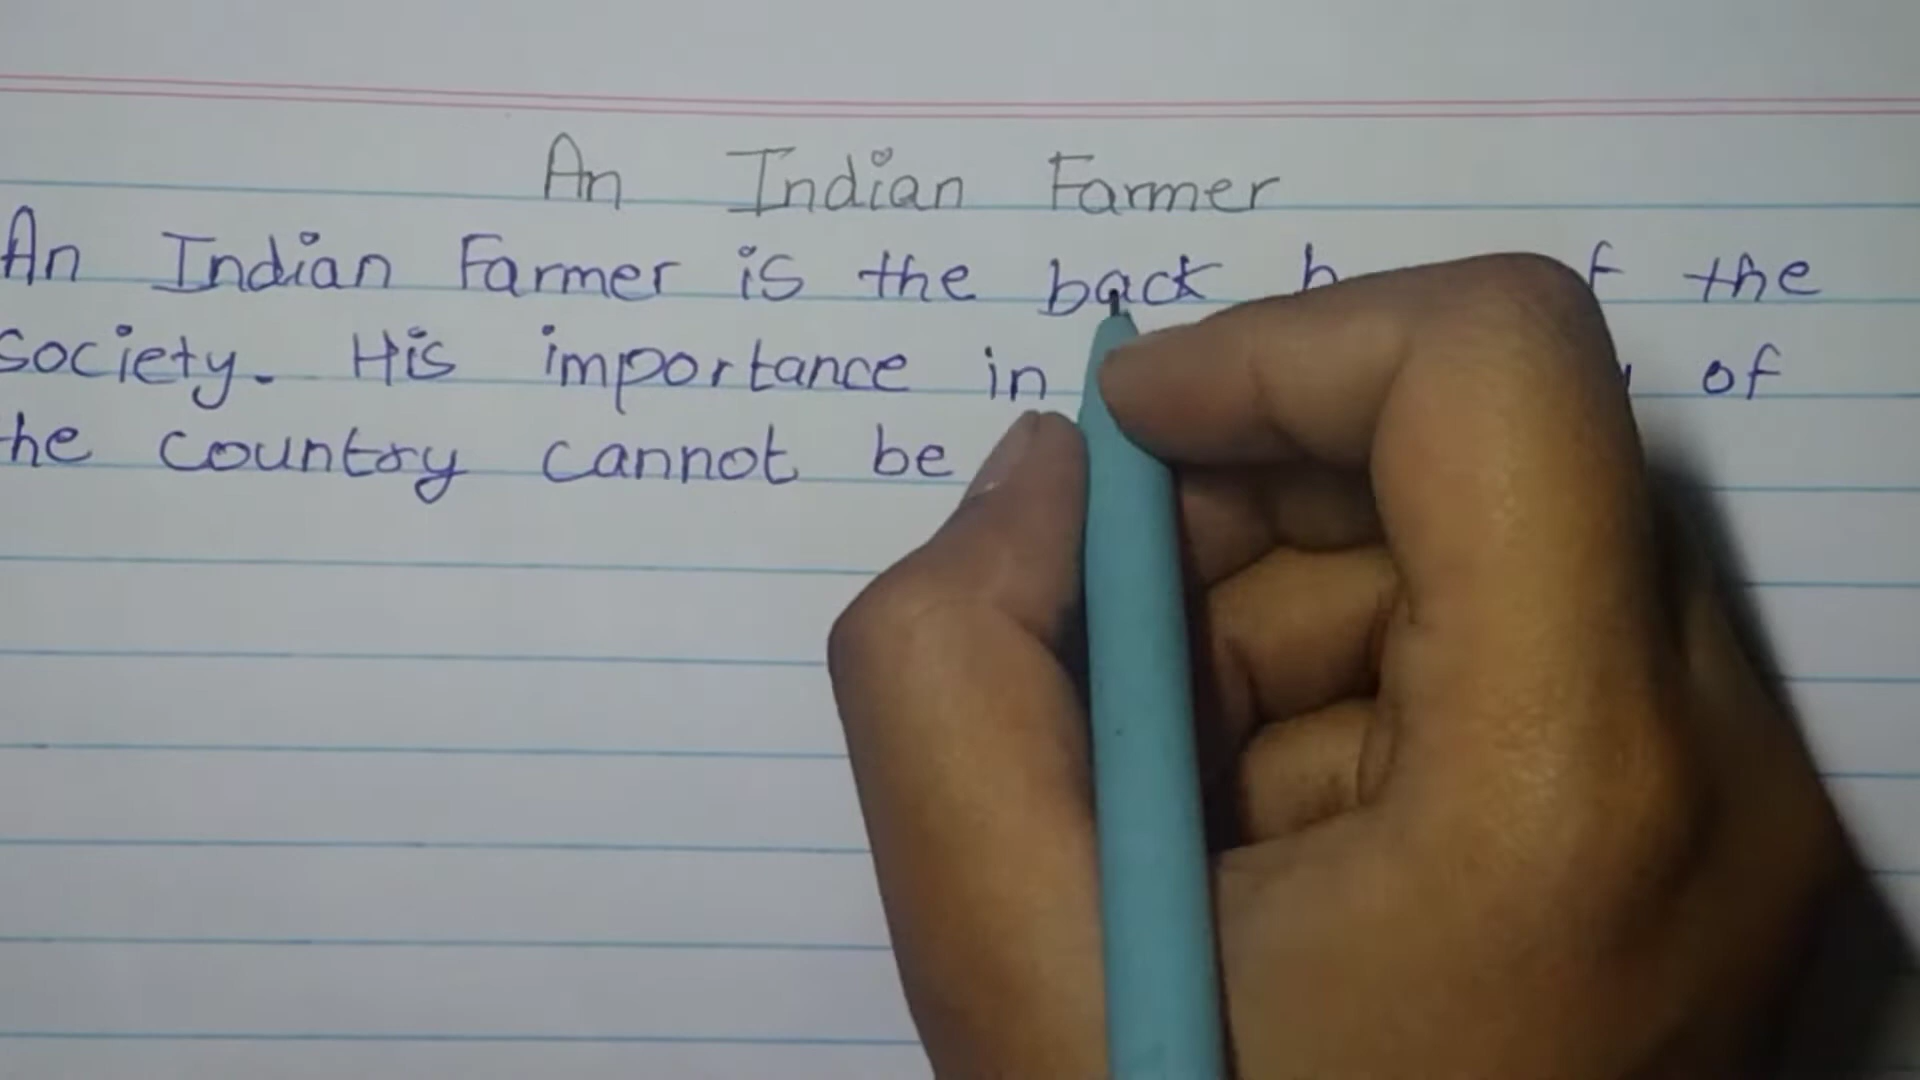 An Indian Farmer
An Indian Farmer is the back the
society. His importance in of
he country cannot be